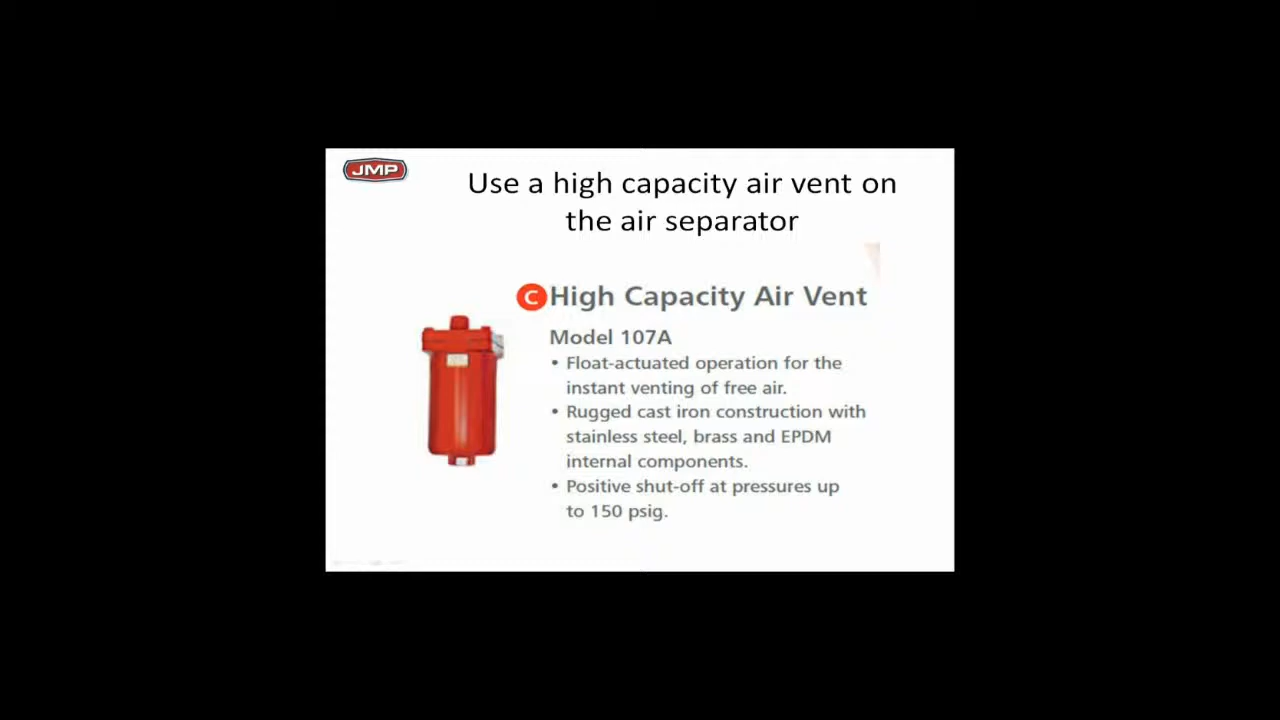 JMP
Use a high capacity air vent on
the air separator
C High Capacity Air Vent
Model 107A
• Float-actuated operation for the
instant venting of free air.
• Rugged cast iron construction with
stainless steel, brass and EPDM
internal components.
• Positive shut-off at pressures up
to 150 psig.